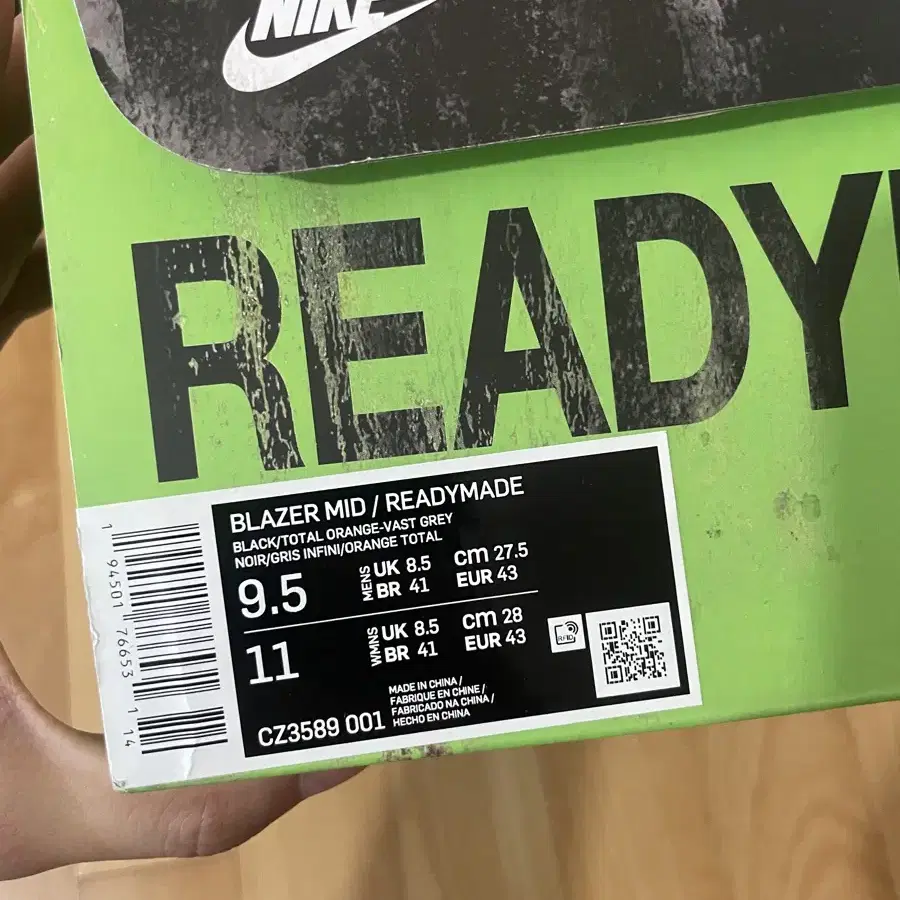 NIKE
READY
BLAZER MID / READYMADE
BLACK/TOTAL ORANGE-VAST GREY
NOIR/GRIS INFINI/ORANGE TOTAL
9.5 MENS UK 8.5 cm 27.5
BR 41 EUR 43
11 WMNS UK 8.5 cm 28
BR 41 EUR 43
RFID
MADE IN CHINA /
FABRIQUE EN CHINE /
FABRICADO NA CHINA /
HECHO EN CHINA
CZ3589 001
1 94501 76653 1 14